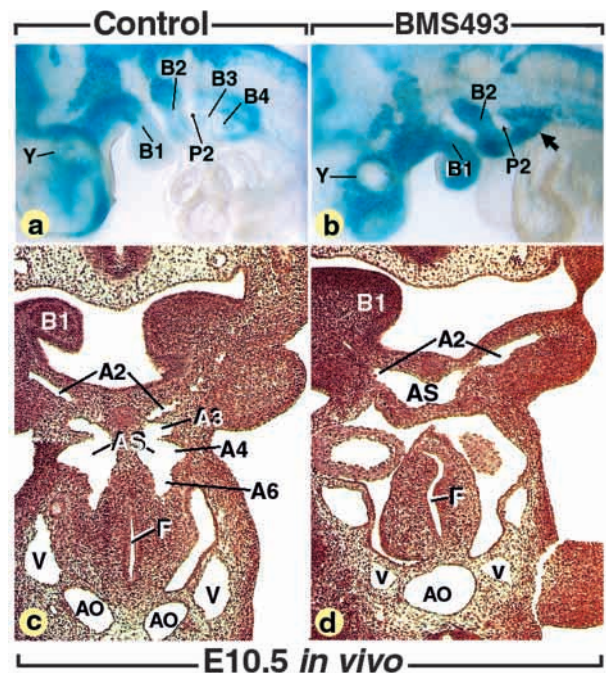 Control
BMS493
B2
B3
B4
B1
P2
Y
a
B2
B1
P2
Y
b
B1
A2
A3
AS
A4
A6
F
V
V
AO
AO
c
B1
A2
AS
F
V
V
AO
d
E10.5 in vivo